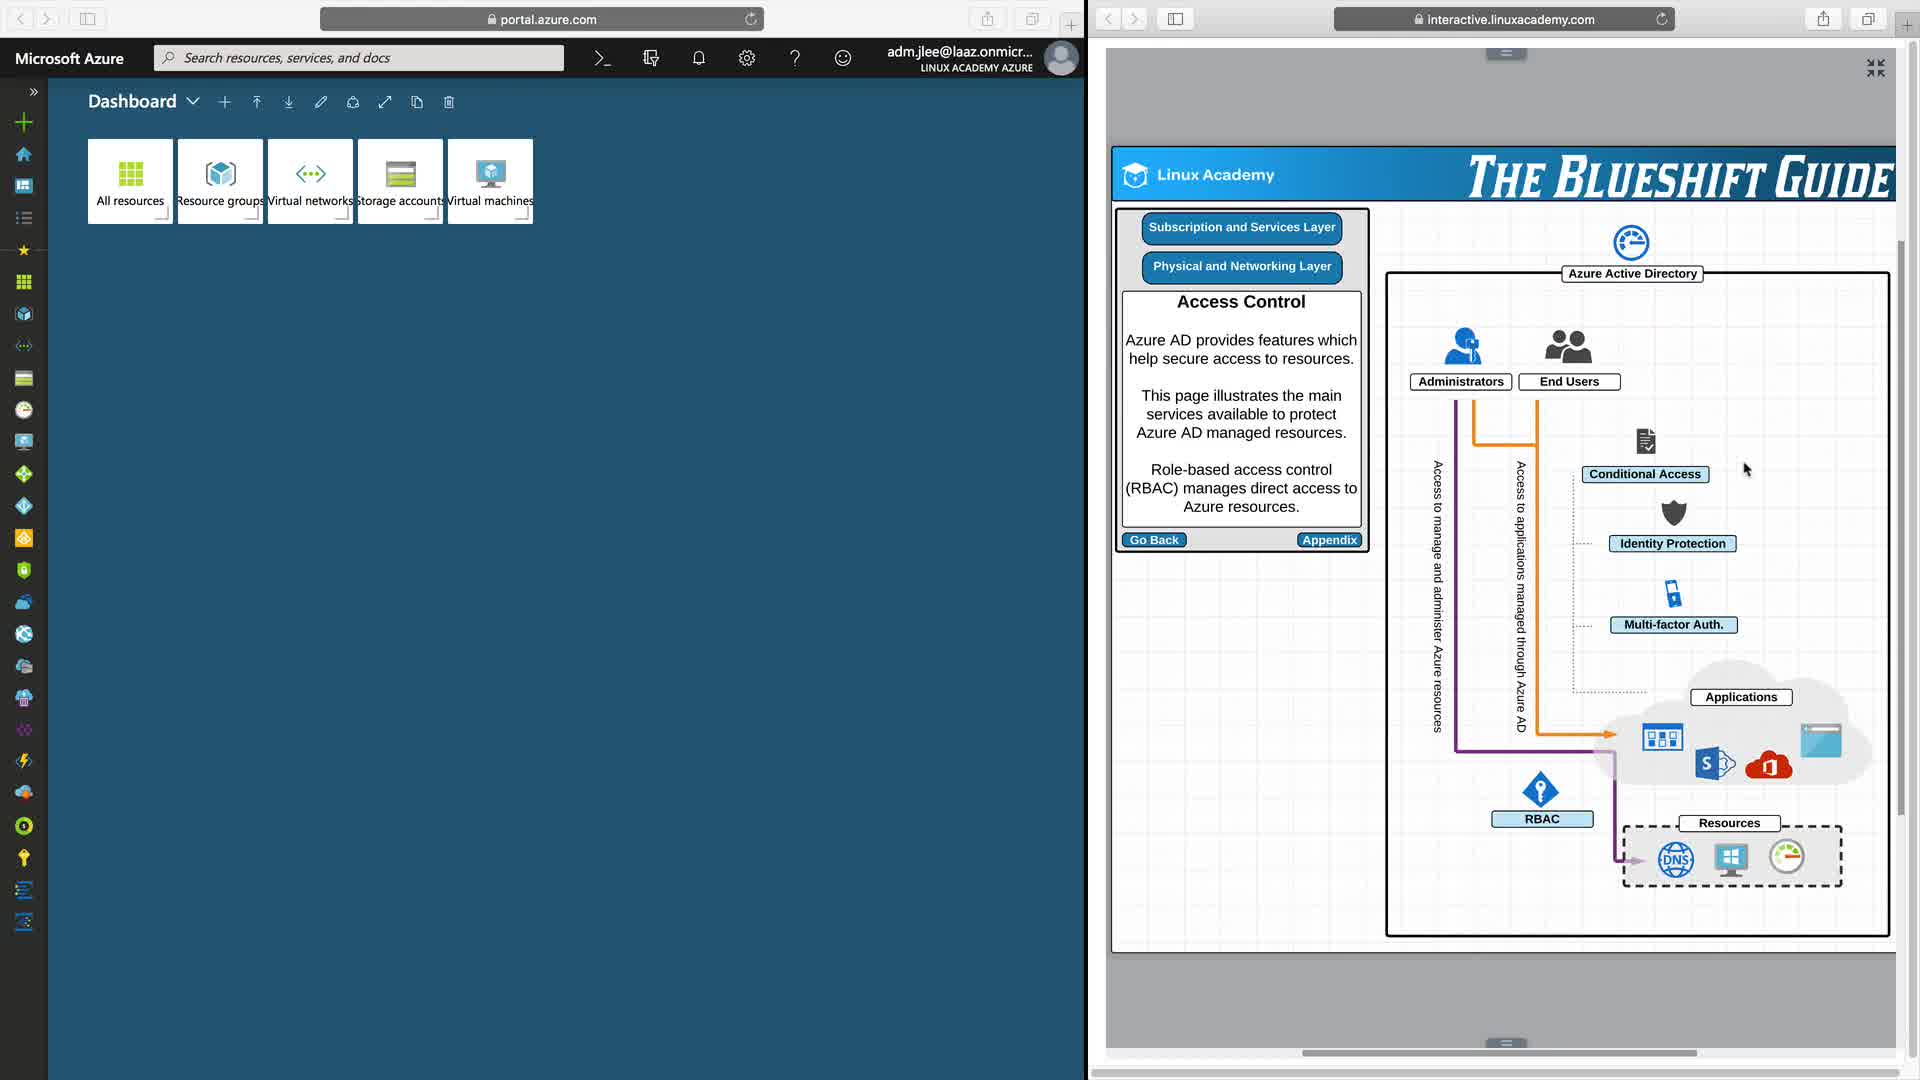 portal.azure.com
Microsoft Azure
Search resources, services, and docs
adm.jlee@laaz.onmicr...
LINUX ACADEMY AZURE
Dashboard
All resources
Resource groups
Virtual networks
Storage accounts
Virtual machines
interactive.linuxacademy.com
Linux Academy
THE BLUESHIFT GUIDE
Subscription and Services Layer
Physical and Networking Layer
Access Control
Azure AD provides features which
help secure access to resources.
This page illustrates the main
services available to protect
Azure AD managed resources.
Role-based access control
(RBAC) manages direct access to
Azure resources.
Go Back
Appendix
Azure Active Directory
Administrators
End Users
Access to manage and administer Azure resources
Access to applications managed through Azure AD
Conditional Access
Identity Protection
Multi-factor Auth.
Applications
S
RBAC
Resources
DNS